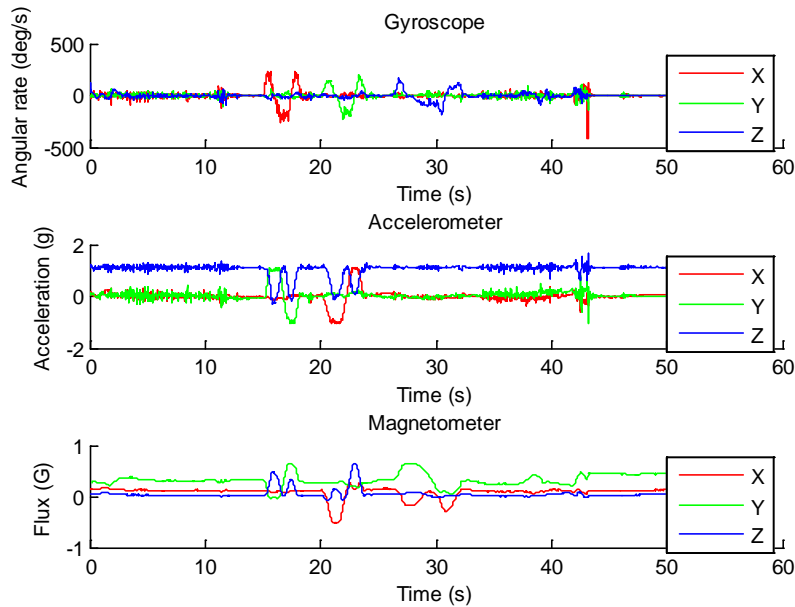 Gyroscope
Angular rate (deg/s)
500
0
-500
0 10 20 30 40 50 60
Time (s)
X
Y
Z
Accelerometer
Acceleration (g)
2
0
-2
0 10 20 30 40 50 60
Time (s)
X
Y
Z
Magnetometer
Flux (G)
1
0
-1
0 10 20 30 40 50 60
Time (s)
X
Y
Z